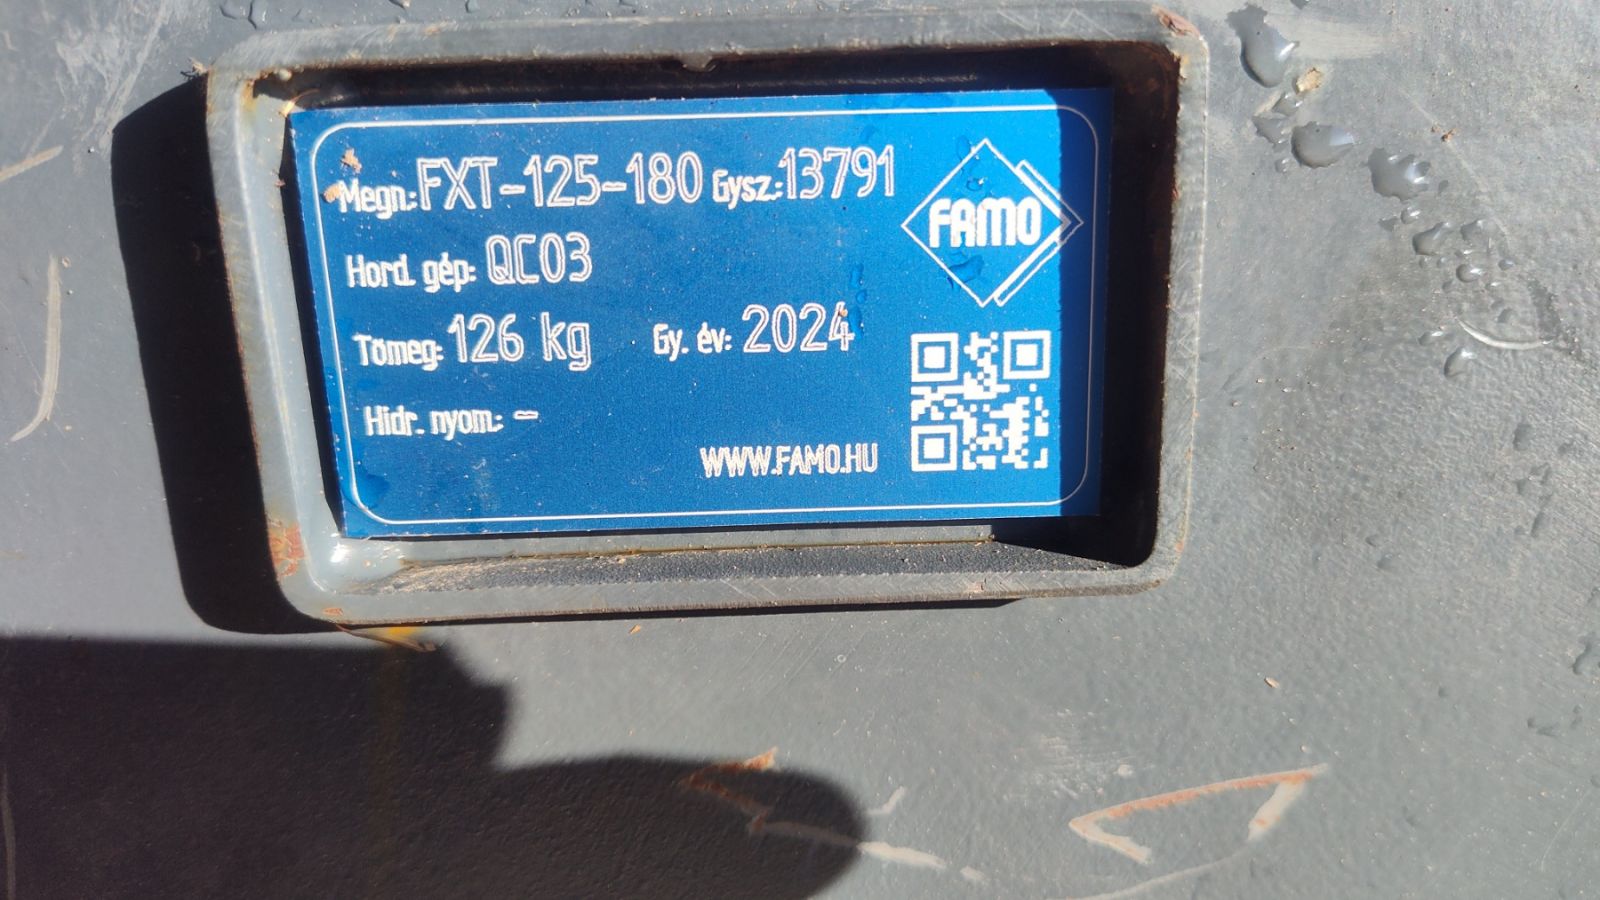 Megn.: FXT-125-180 Gysz.: 13791
FAMO
Hord. gép: QC03
Tömeg: 126 kg Gy. év: 2024
Hidr. nyom.: -
WWW.FAMO.HU